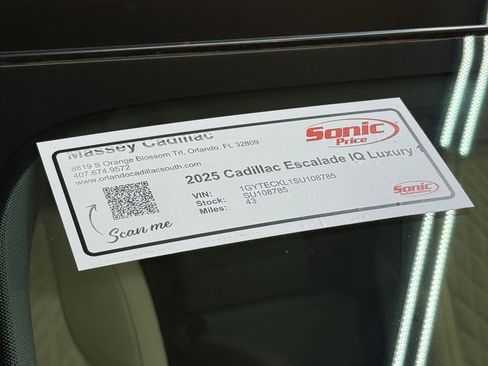 Massey Cadillac
8819 S Orange Blossom Trl, Orlando, FL 32809
407.674.9572
www.orlandocadillacsouth.com
Sonic
Price
2025 Cadillac Escalade IQ Luxury 1
VIN: 1GYTECKL1SU108785
Stock: SU108785
Miles: 43
Scan me
Sonic